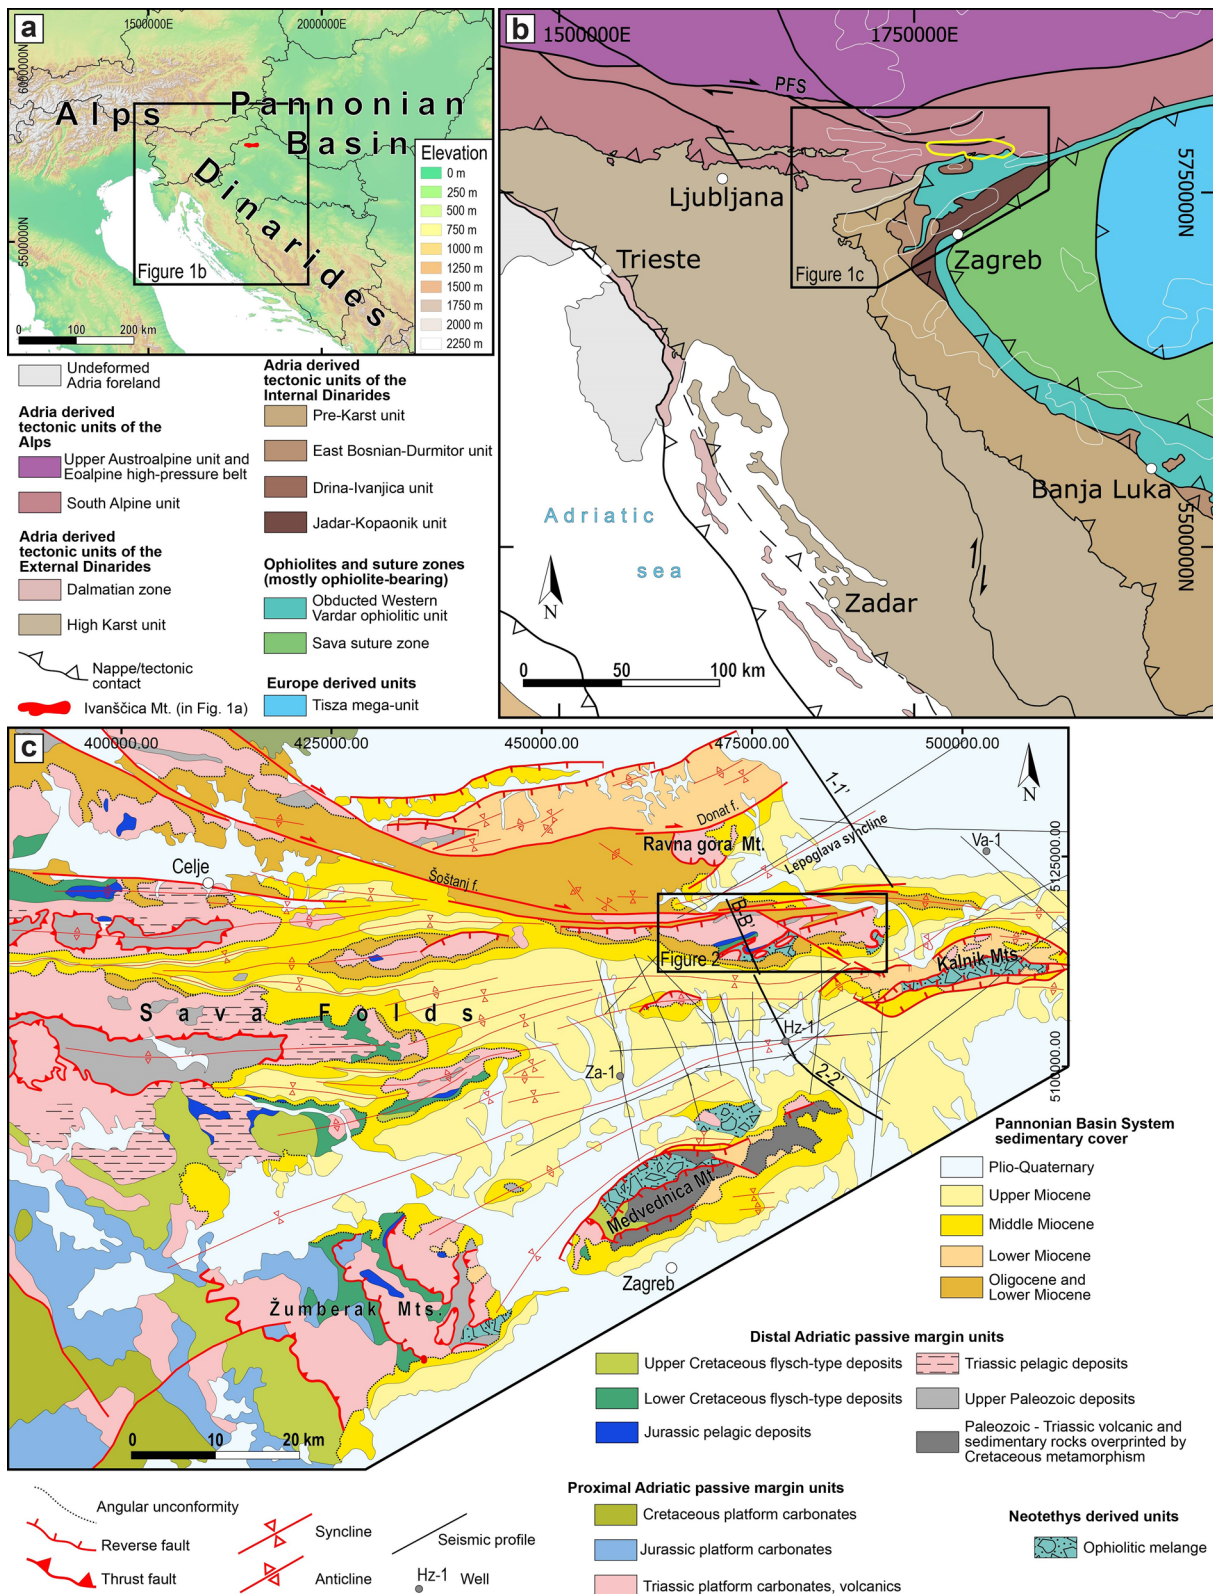 a
1500000E
2000000E
6000000N
5500000N
Alps
Pannonian
Basin
Dinarides
Figure 1b
Elevation
0 m
250 m
500 m
750 m
1000 m
1250 m
1500 m
1750 m
2000 m
2250 m
0 100 200 km
b
1500000E
1750000E
5750000N
5500000N
PFS
Ljubljana
Trieste
Zagreb
Figure 1c
Banja Luka
Zadar
Adriatic
sea
N
0 50 100 km
Undeformed
Adria foreland
Adria derived
tectonic units of the
Alps
Upper Austroalpine unit and
Eoalpine high-pressure belt
South Alpine unit
Adria derived
tectonic units of the
External Dinarides
Dalmatian zone
High Karst unit
Nappe/tectonic
contact
Ivanščica Mt. (in Fig. 1a)
Adria derived
tectonic units of the
Internal Dinarides
Pre-Karst unit
East Bosnian-Durmitor unit
Drina-Ivanjica unit
Jadar-Kopaonik unit
Ophiolites and suture zones
(mostly ophiolite-bearing)
Obducted Western
Vardar ophiolitic unit
Sava suture zone
Europe derived units
Tisza mega-unit
c
400000.00
425000.00
450000.00
475000.00
500000.00
5125000.00
5100000.00
N
1-1'
Donat f.
Ravna gora Mt.
Lepoglava syncline
Va-1
Celje
Šoštanj f.
B-B'
Figure 2
Kalnik Mts.
Sava Folds
Hz-1
Za-1
2-2'
Medvednica Mt.
Zagreb
Žumberak Mts.
0 10 20 km
Pannonian Basin System
sedimentary cover
Plio-Quaternary
Upper Miocene
Middle Miocene
Lower Miocene
Oligocene and
Lower Miocene
Distal Adriatic passive margin units
Upper Cretaceous flysch-type deposits
Lower Cretaceous flysch-type deposits
Jurassic pelagic deposits
Triassic pelagic deposits
Upper Paleozoic deposits
Paleozoic - Triassic volcanic and
sedimentary rocks overprinted by
Cretaceous metamorphism
Proximal Adriatic passive margin units
Cretaceous platform carbonates
Jurassic platform carbonates
Triassic platform carbonates, volcanics
Neotethys derived units
Ophiolitic melange
Angular unconformity
Reverse fault
Thrust fault
Syncline
Anticline
Seismic profile
Hz-1 Well